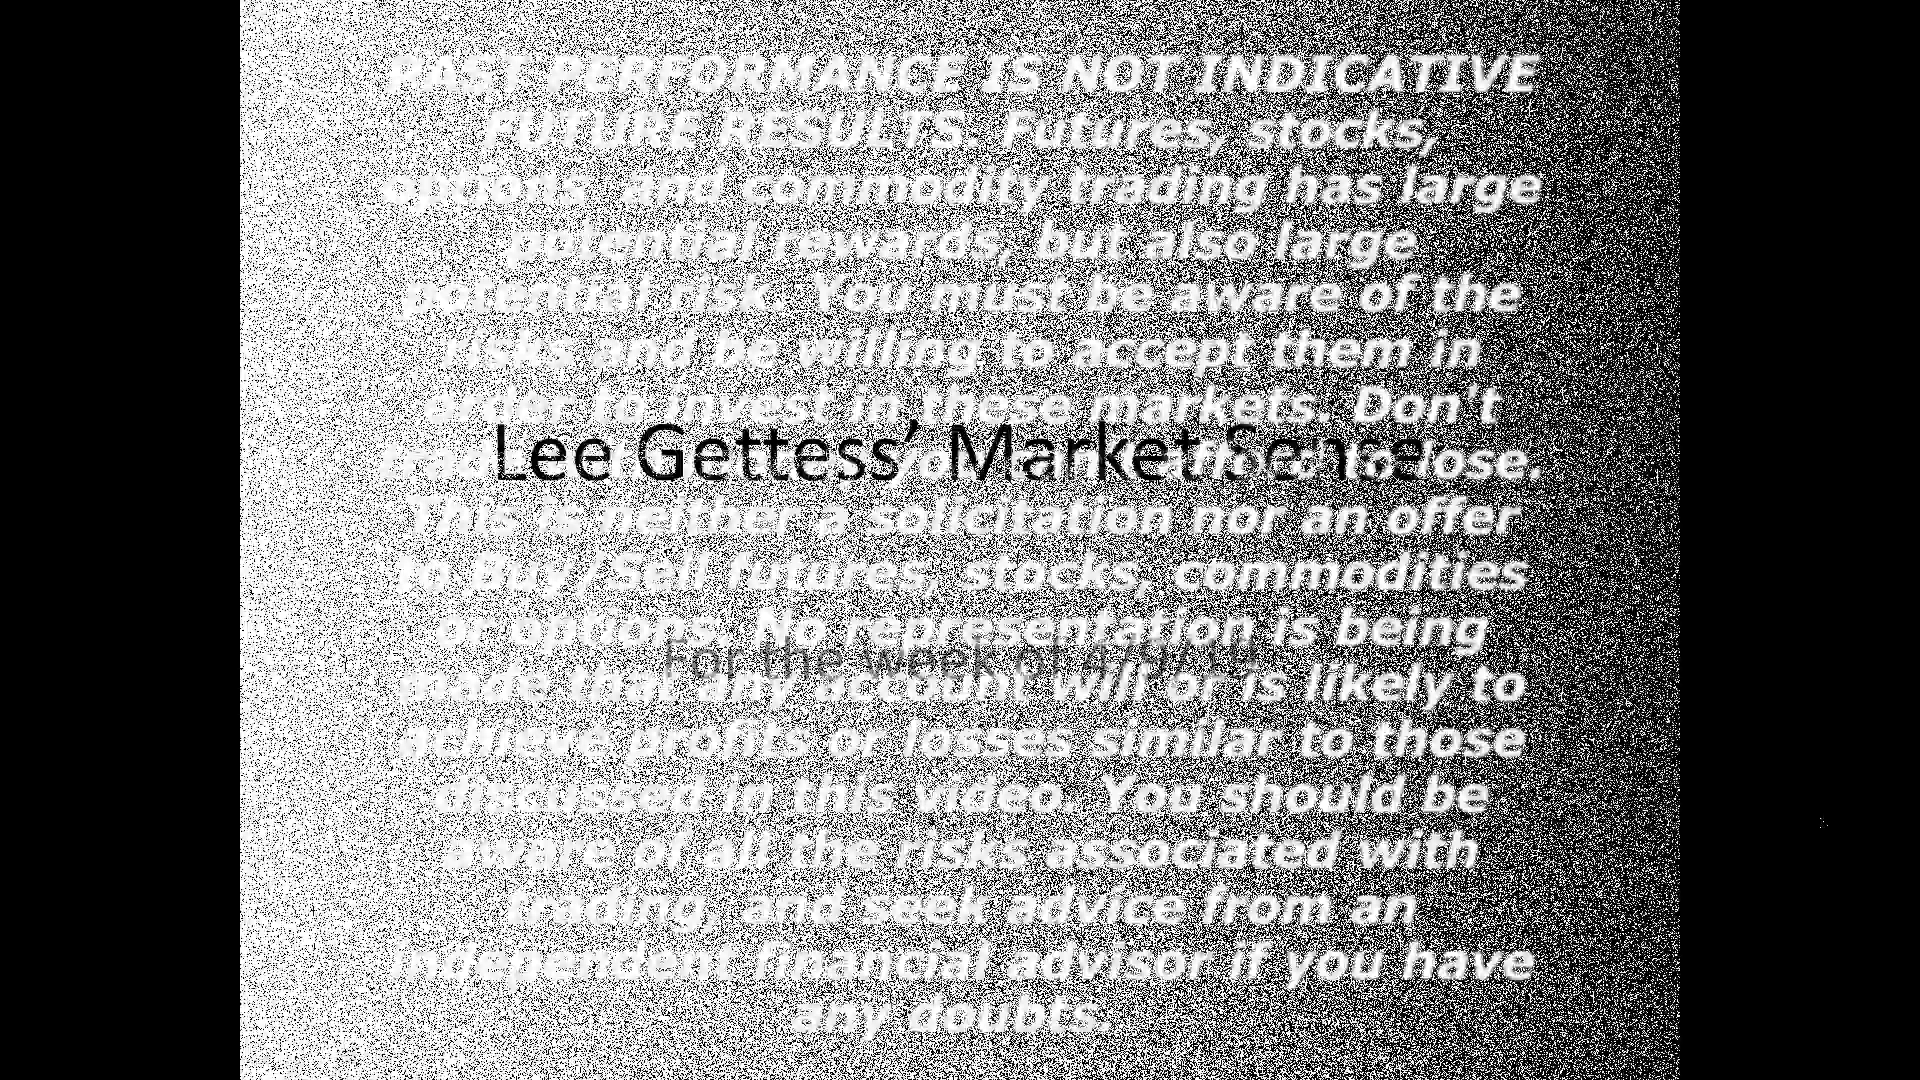 PAST PERFORMANCE IS NOT INDICATIVE
FUTURE RESULTS. Futures, stocks,
options  and commodity trading has large
potential rewards, but also large
potential risk. You must be aware of the
risks and be willing to accept them in
order to invest in these markets. Don't
Lee Gettess’ Market Sense
lose.
This is neither a solicitation nor an offer
to Buy/Sell futures, stocks, commodities
or options. No representation is being
For the week of
made that any account will or is likely to
achieve profits or losses similar to those
discussed in this video. You should be
aware of all the risks associated with
trading, and seek advice from an
independent financial advisor if you have
any doubts.